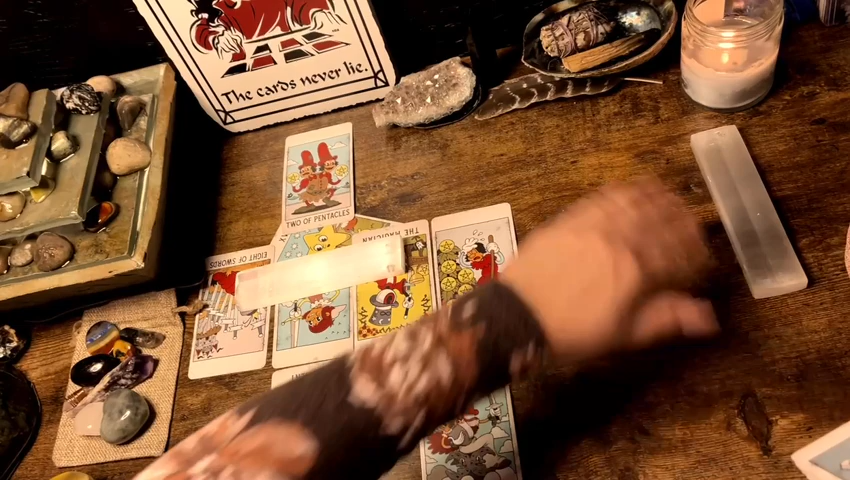 The cards never lie.
TWO OF PENTACLES
THE MAGICIAN
EIGHT OF SWORDS